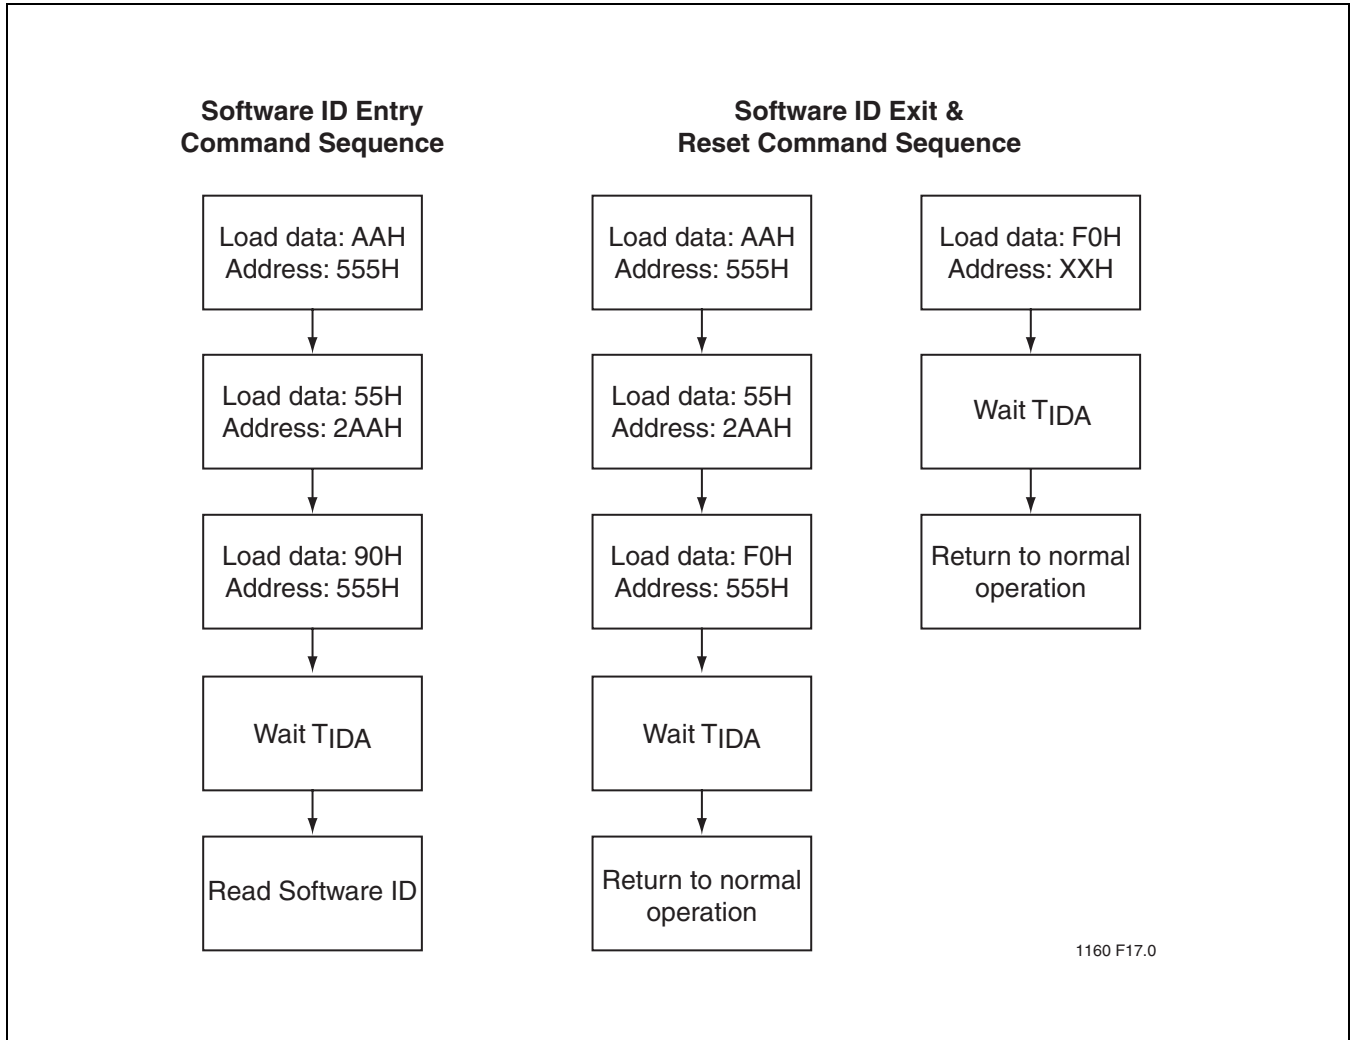 Software ID Entry
Command Sequence
Load data: AAH
Address: 555H
Load data: 55H
Address: 2AAH
Load data: 90H
Address: 555H
Wait TIDA
Read Software ID
Software ID Exit &
Reset Command Sequence
Load data: AAH
Address: 555H
Load data: 55H
Address: 2AAH
Load data: F0H
Address: 555H
Wait TIDA
Return to normal
operation
Load data: F0H
Address: XXH
Wait TIDA
Return to normal
operation
1160 F17.0